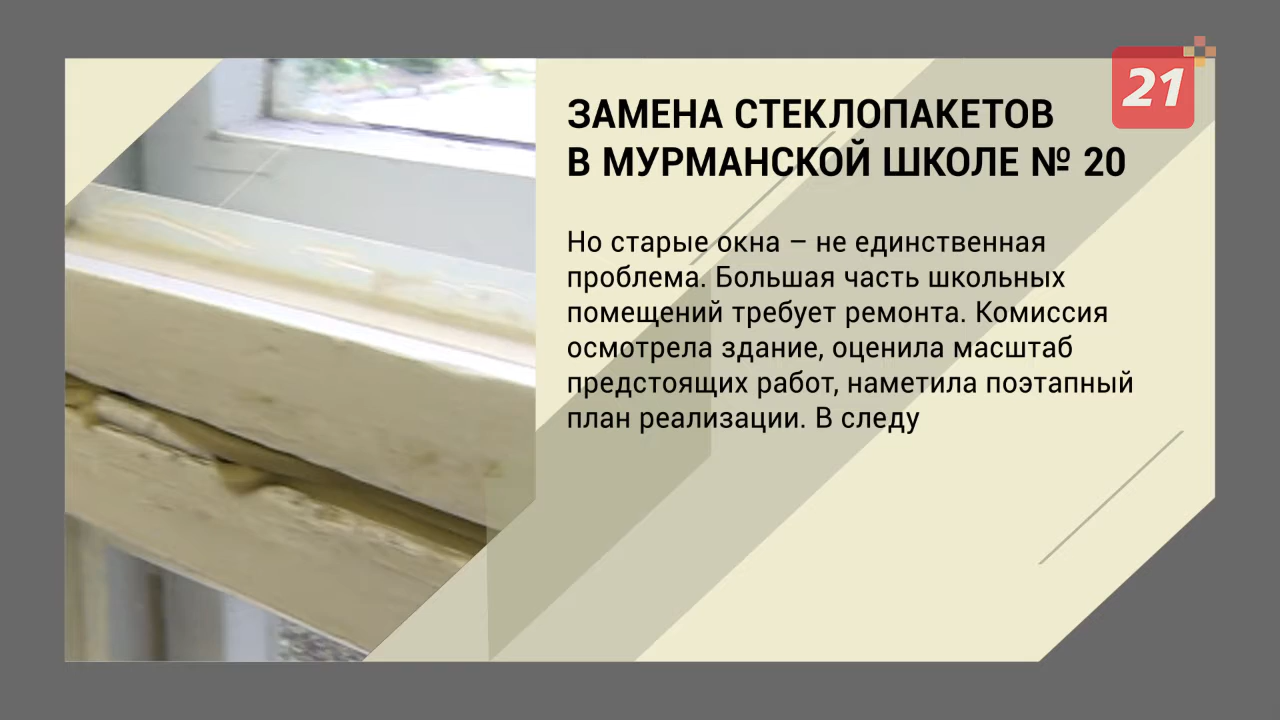 21
ЗАМЕНА СТЕКЛОПАКЕТОВ
В МУРМАНСКОЙ ШКОЛЕ № 20
Но старые окна – не единственная
проблема. Большая часть школьных
помещений требует ремонта. Комиссия
осмотрела здание, оценила масштаб
предстоящих работ, наметила поэтапный
план реализации. В следу